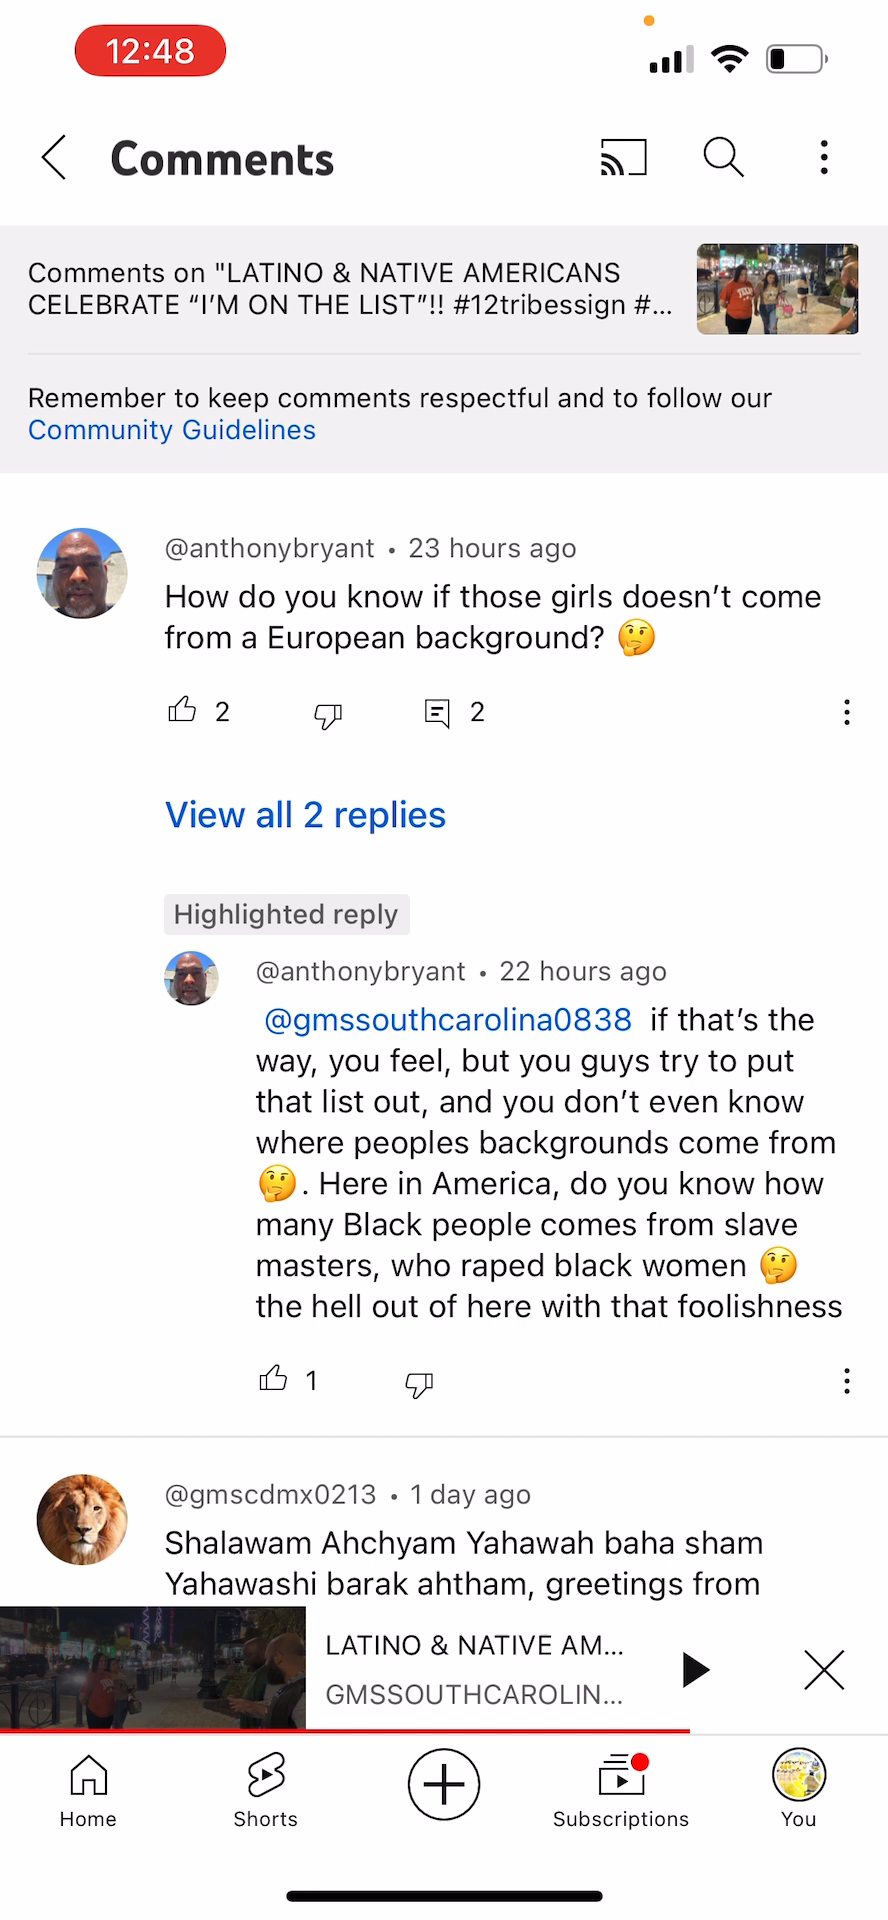 12:48
Comments
Comments on "LATINO & NATIVE AMERICANS
CELEBRATE “I’M ON THE LIST”!! #12tribessign #...
Remember to keep comments respectful and to follow our
Community Guidelines
@anthonybryant • 23 hours ago
How do you know if those girls doesn’t come
from a European background? 🤔
2
2
View all 2 replies
Highlighted reply
@anthonybryant • 22 hours ago
@gmssouthcarolina0838 if that’s the
way, you feel, but you guys try to put
that list out, and you don’t even know
where peoples backgrounds come from
🤔. Here in America, do you know how
many Black people comes from slave
masters, who raped black women 🤔
the hell out of here with that foolishness
1
@gmscdmx0213 • 1 day ago
Shalawam Ahchyam Yahawah baha sham
Yahawashi barak ahtham, greetings from
LATINO & NATIVE AM...
GMSSOUTHCAROLIN...
Home
Shorts
Subscriptions
You